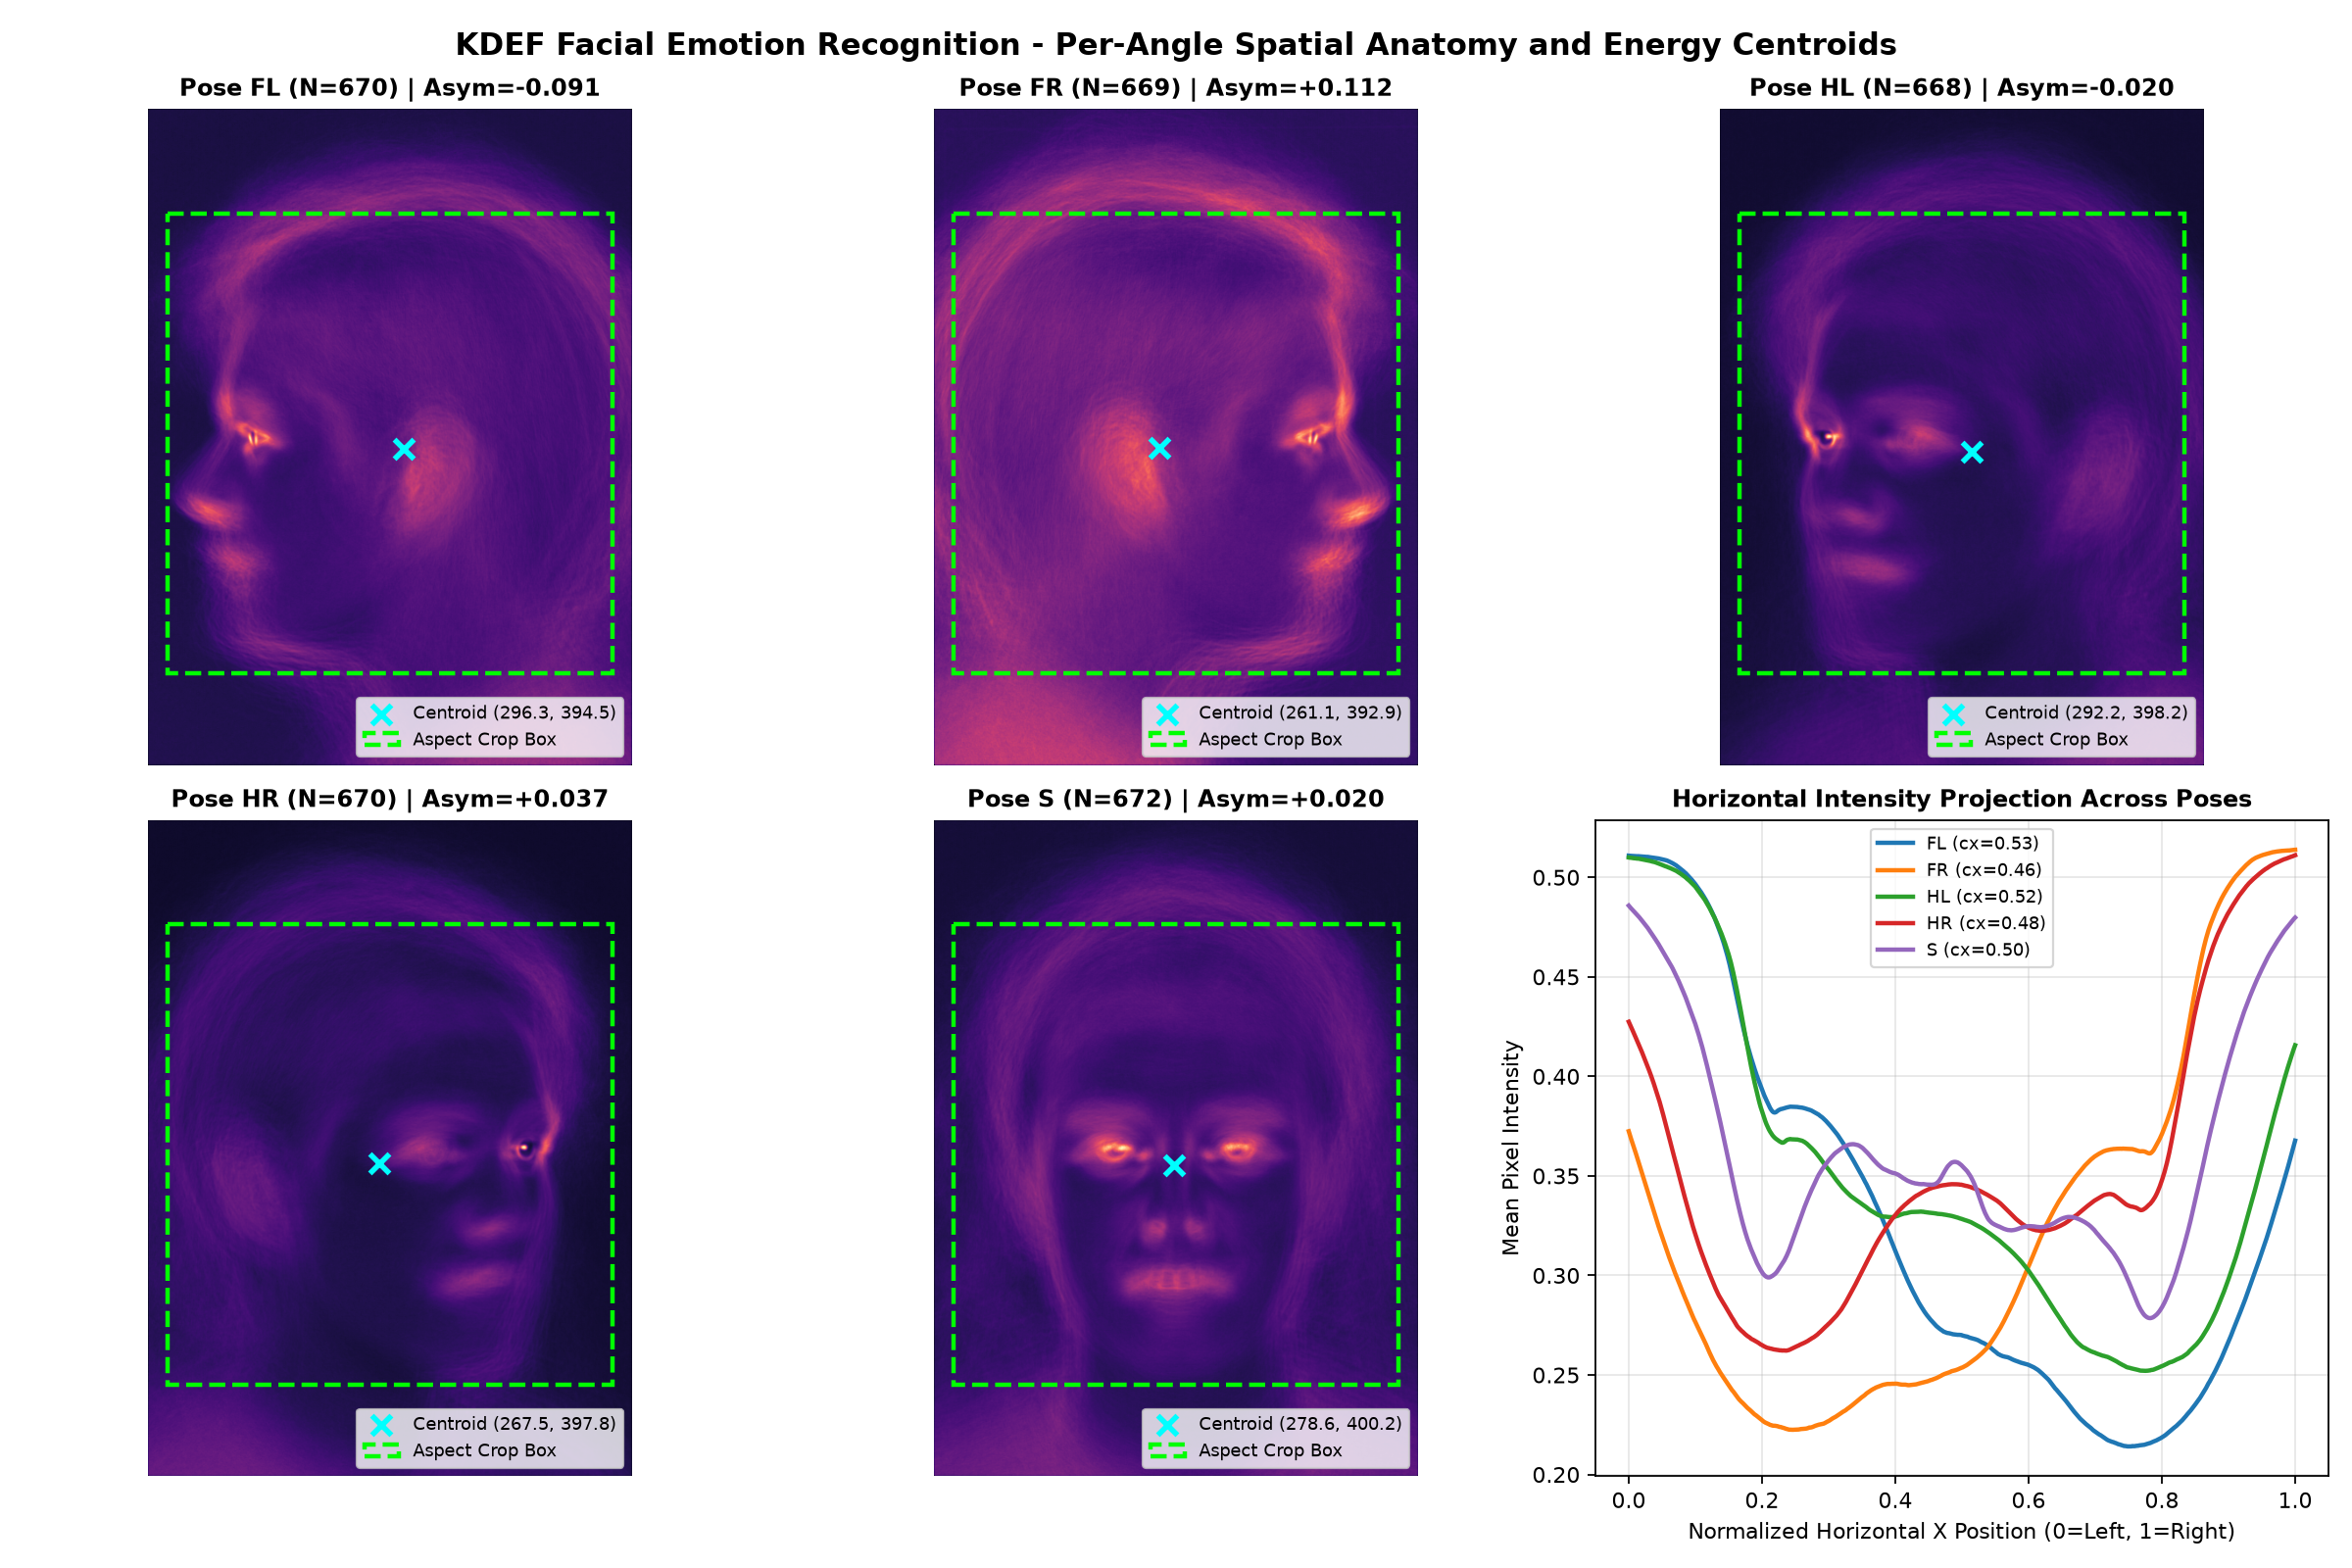 KDEF Facial Emotion Recognition - Per-Angle Spatial Anatomy and Energy Centroids
Pose FL (N=670) | Asym=-0.091
Centroid (296.3, 394.5)
Aspect Crop Box
Pose FR (N=669) | Asym=+0.112
Centroid (261.1, 392.9)
Aspect Crop Box
Pose HL (N=668) | Asym=-0.020
Centroid (292.2, 398.2)
Aspect Crop Box
Pose HR (N=670) | Asym=+0.037
Centroid (267.5, 397.8)
Aspect Crop Box
Pose S (N=672) | Asym=+0.020
Centroid (278.6, 400.2)
Aspect Crop Box
Horizontal Intensity Projection Across Poses
FL (cx=0.53)
FR (cx=0.46)
HL (cx=0.52)
HR (cx=0.48)
S (cx=0.50)
Mean Pixel Intensity
0.50
0.45
0.40
0.35
0.30
0.25
0.20
0.0 0.2 0.4 0.6 0.8 1.0
Normalized Horizontal X Position (0=Left, 1=Right)